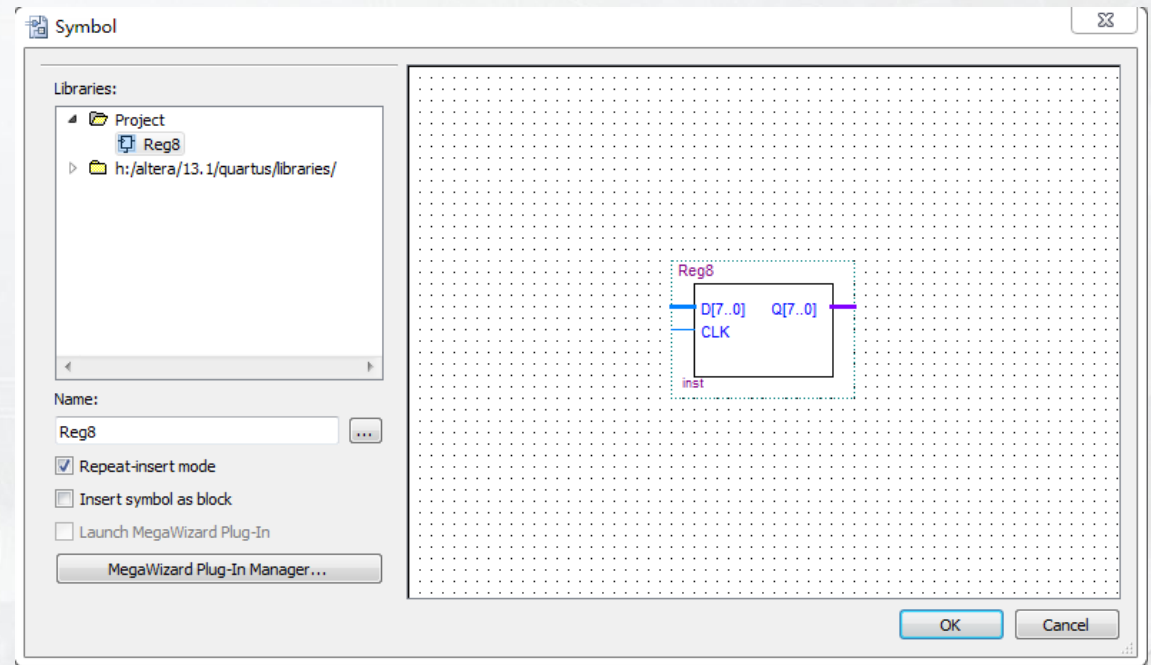 Symbol
Libraries:
Project
Reg8
h:/altera/13.1/quartus/libraries/
Name:
Reg8
...
Repeat-insert mode
Insert symbol as block
Launch MegaWizard Plug-In
MegaWizard Plug-In Manager...
Reg8
D[7..0] Q[7..0]
CLK
inst
OK Cancel